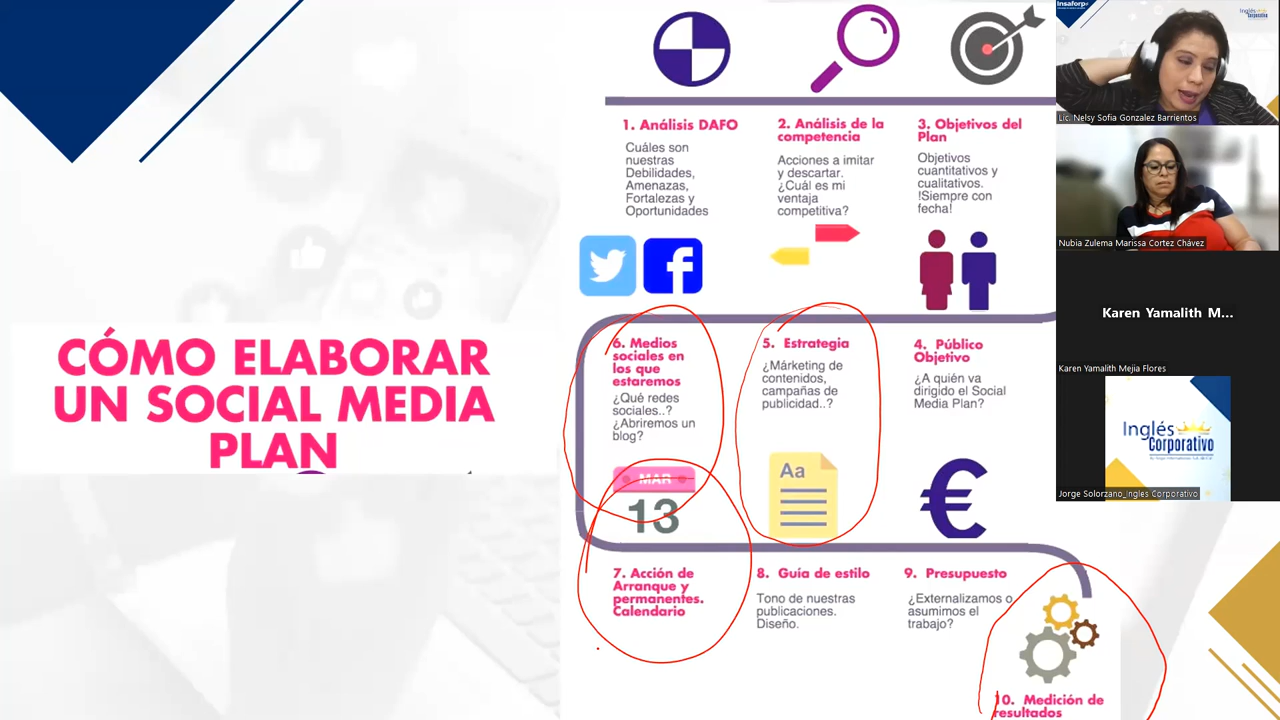 CÓMO ELABORAR
UN SOCIAL MEDIA
PLAN
1. Análisis DAFO
Cuáles son
nuestras
Debilidades,
Amenazas,
Fortalezas y
Oportunidades
2. Análisis de la
competencia
Acciones a imitar
y descartar.
¿Cuál es mi
ventaja
competitiva?
3. Objetivos del
Plan
Objetivos
cuantitativos y
cualitativos.
!Siempre con
fecha!
6. Medios
sociales en
los que
estaremos
¿Qué redes
sociales..?
¿Abriremos un
blog?
5. Estrategia
¿Márketing de
contenidos,
campañas de
publicidad..?
4. Público
Objetivo
¿A quién va
dirigido el Social
Media Plan?
MAR
13
Aa
€
7. Acción de
Arranque y
permanentes.
Calendario
8. Guía de estilo
Tono de nuestras
publicaciones.
Diseño.
9. Presupuesto
¿Externalizamos o
asumimos el
trabajo?
10. Medición de
resultados
Insaforp
Inglés
Corporativo
Lic. Nelsy Sofia Gonzalez Barrientos
Nubia Zulema Marissa Cortez Chávez
Karen Yamalith M...
Karen Yamalith Mejia Flores
Inglés
Corporativo
Jorge Solorzano_Ingles Corporativo